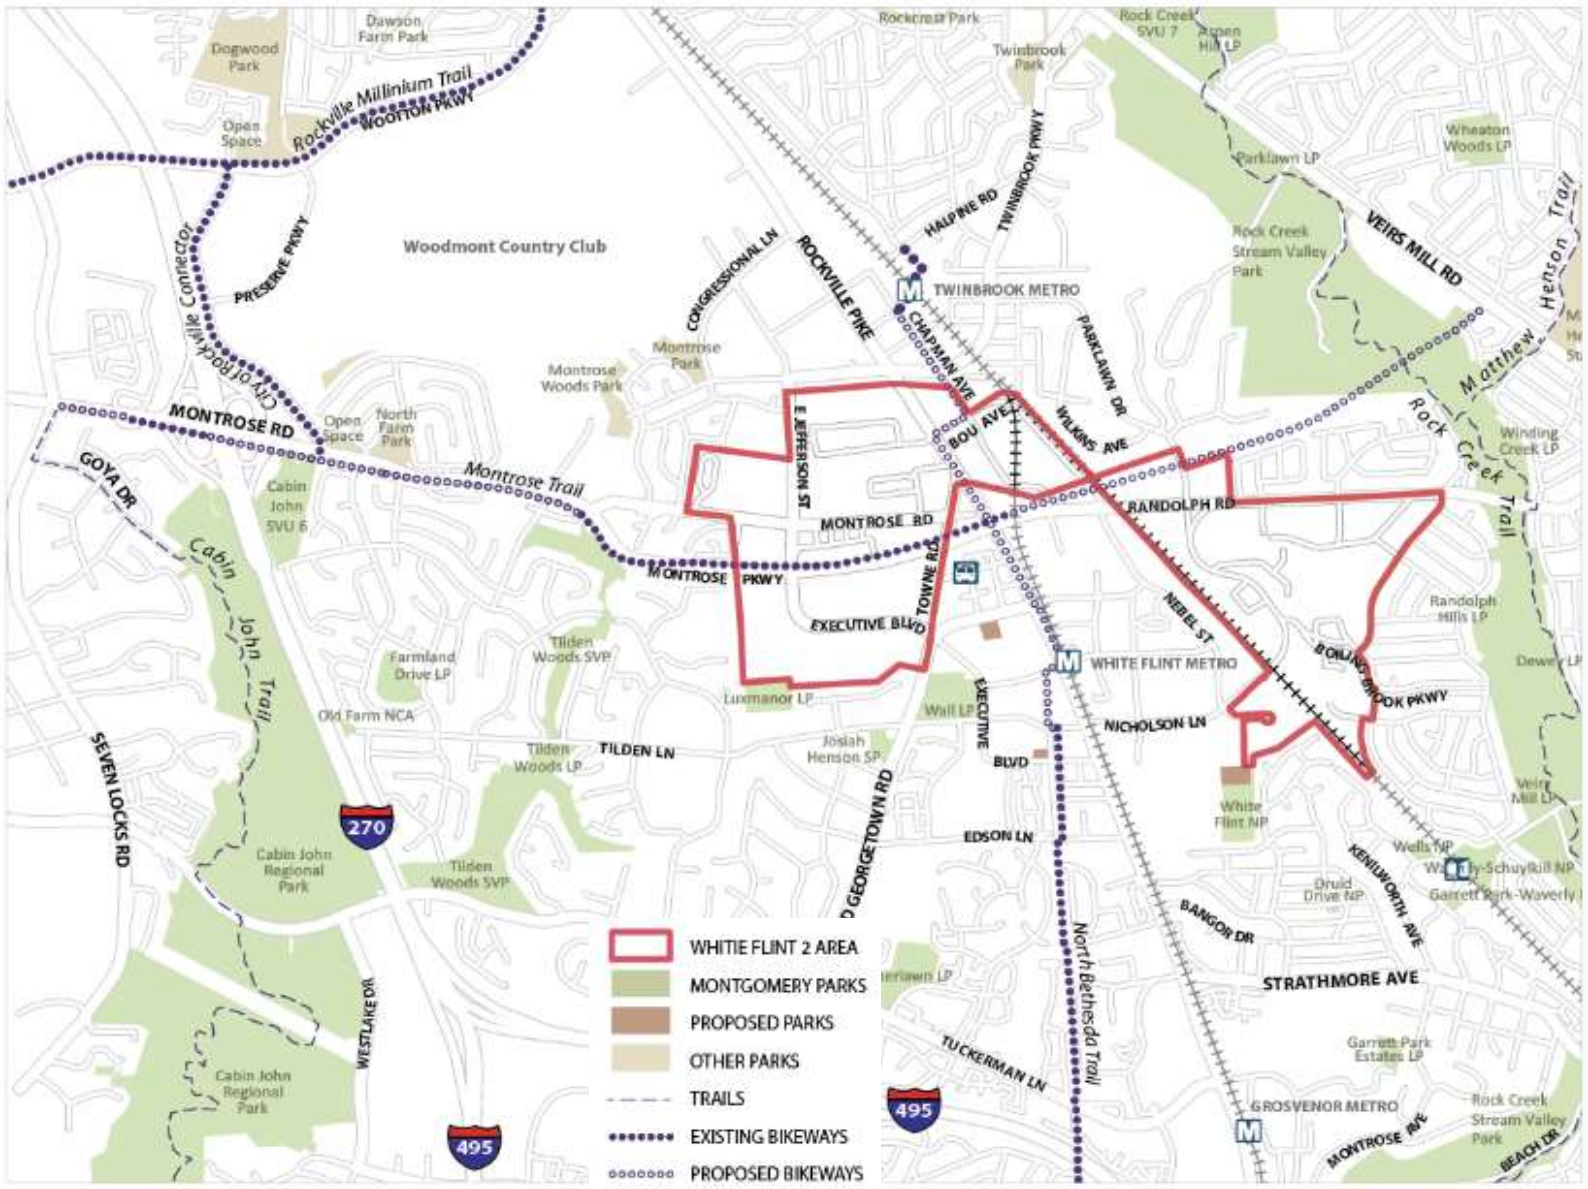 Dawson
Farm Park
Rockcrest Park
Rock Creek
SVU 7
Aspen
Hill LP
Dogwood
Park
Twinbrook
Park
Rockville Millinium Trail
WOOTTON PKWY
Open
Space
TWINBROOK PKWY
Wheaton
Woods LP
Parklawn LP
HALPINE RD
Henson Trail
VEIRS MILL RD
Rock Creek
Stream Valley
Park
City of Rockville Connector
PRESERVE PKWY
Woodmont Country Club
CONGRESSIONAL LN
ROCKVILLE PIKE
M
TWINBROOK METRO
CHAPMAN AVE
PARKLAWN DR
Matthew
Montrose
Park
Montrose
Woods Park
MONTROSE RD
Open
Space
North
Farm
Park
E JEFFERSON ST
BOU AVE
WILKINS AVE
Rock Creek Trail
Winding
Creek LP
GOYA DR
Montrose Trail
Cabin
John
SVU 6
MONTROSE RD
RANDOLPH RD
Cabin John Trail
MONTROSE PKWY
TOWNE RD
EXECUTIVE BLVD
NEBEL ST
Randolph
Hills LP
Tilden
Woods SVP
Farmland
Drive LP
M
WHITE FLINT METRO
BOILING BROOK PKWY
Dewey LP
Luxmanor LP
Wall LP
EXECUTIVE
BLVD
Old Farm NCA
NICHOLSON LN
SEVEN LOCKS RD
Tilden
Woods LP
TILDEN LN
Josiah
Henson SP
White
Flint NP
270
D GEORGETOWN RD
EDSON LN
Wells NP
Cabin John
Regional
Park
Tilden
Woods SVP
KENILWORTH AVE
Druid
Drive NP
Garrett Park-Waverly
BANGOR DR
North Bethesda Trail
STRATHMORE AVE
WESTLAKE DR
WHITIE FLINT 2 AREA
MONTGOMERY PARKS
PROPOSED PARKS
OTHER PARKS
TRAILS
EXISTING BIKEWAYS
PROPOSED BIKEWAYS
TUCKERMAN LN
Garrett Park
Estates LP
Cabin John
Regional
Park
495
495
GROSVENOR METRO
M
MONTROSE AVE
Rock Creek
Stream Valley
Park
BEACH DR